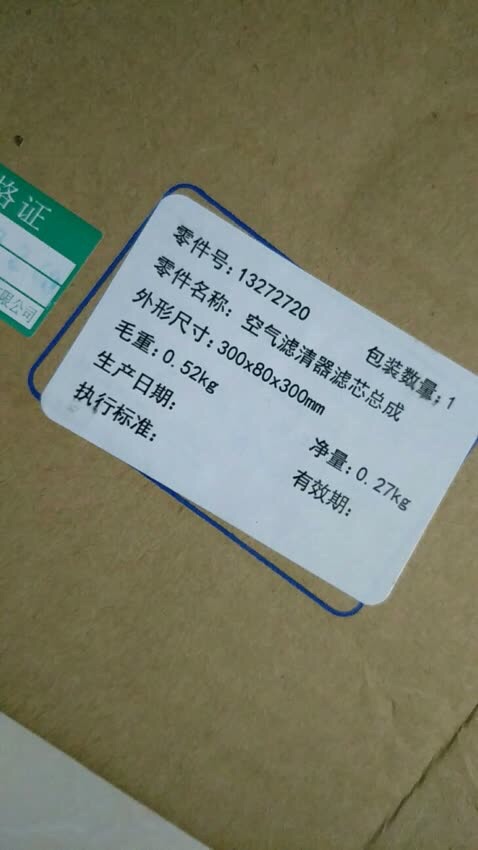 格证
限公司
零件号:13272720
包装数量:1
零件名称: 空气滤清器滤芯总成
外形尺寸:300x80x300mm
毛重:0.52kg
净量:0.27kg
生产日期:
有效期:
执行标准: